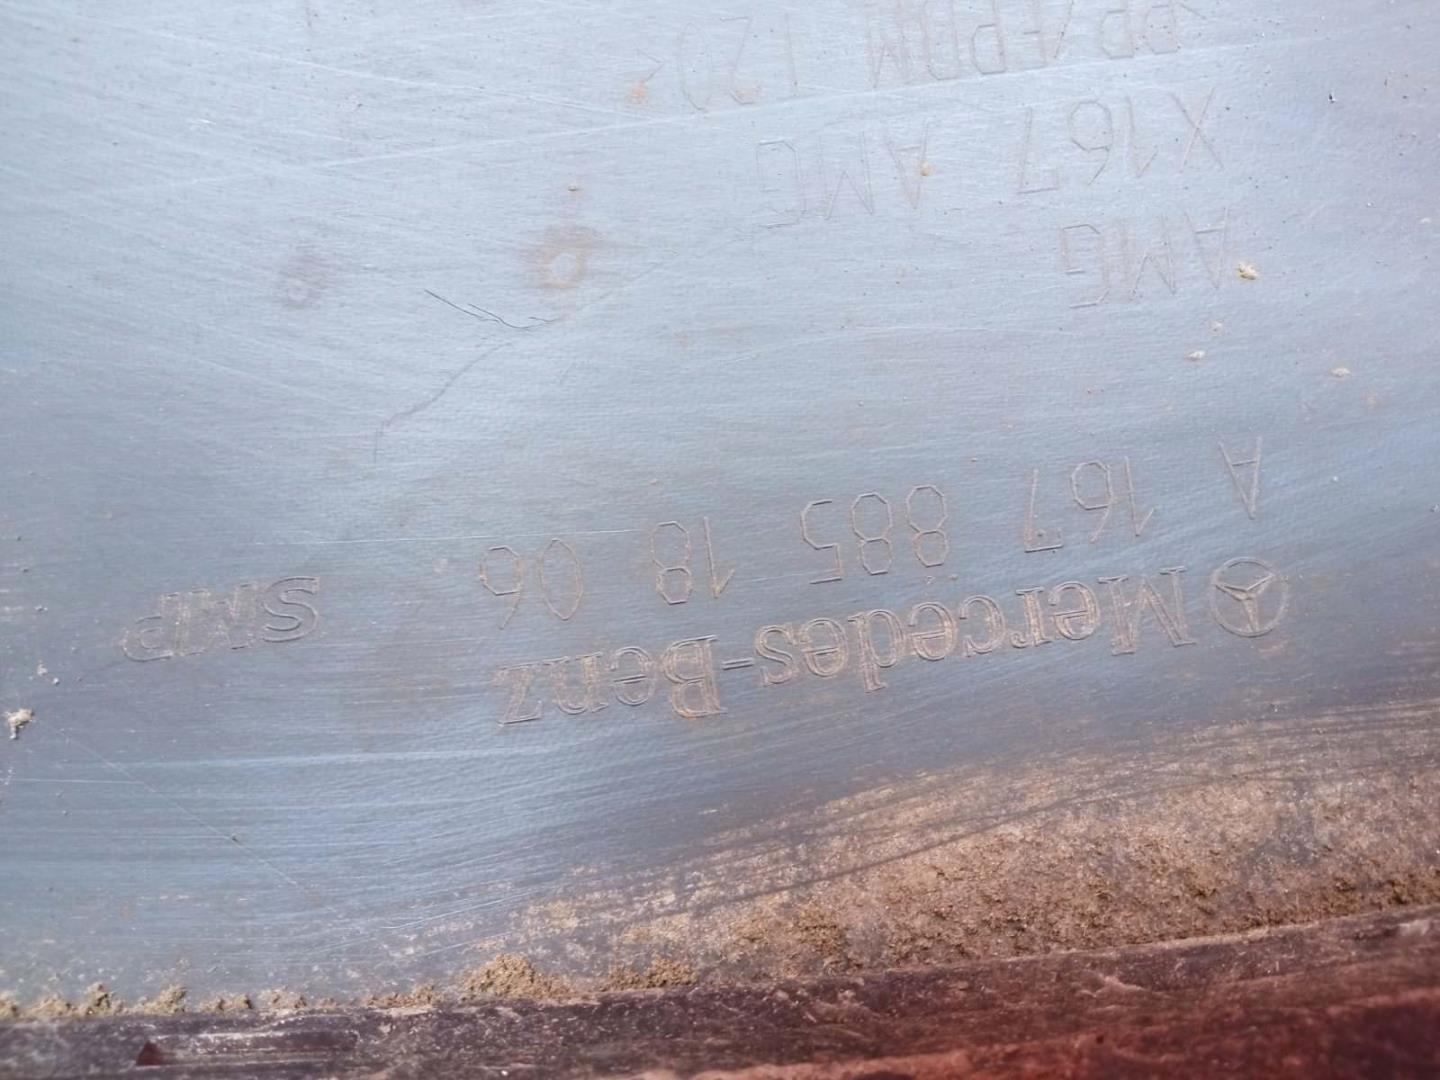 Mercedes-Benz
A 167 885 18 06 SMP
AMG
X167 AMG
>PP+EPDM T20<